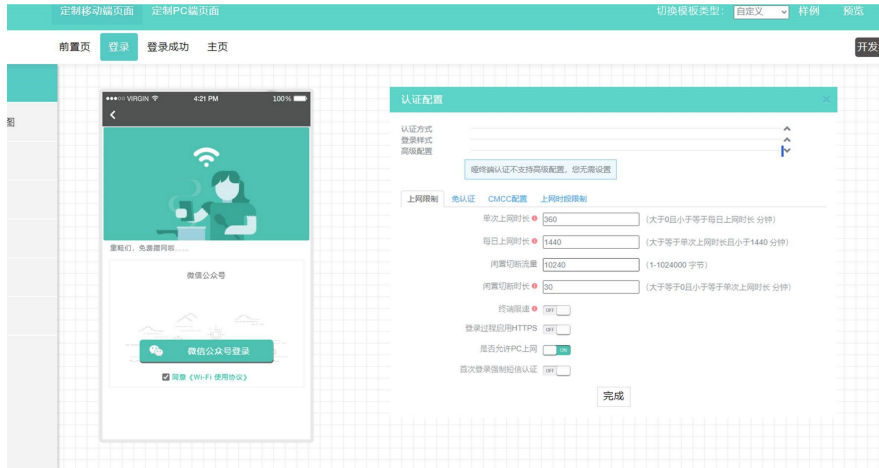 定制移动端页面 定制PC端页面 切换模板类型： 自定义 样例 预览
前置页 登录 登录成功 主页 开发
图
VIRGIN 4:21 PM 100%
认证配置
认证方式
登录样式
高级配置
哑终端认证不支持高级配置，您无需设置
上网限制 免认证 CMCC配置 上网时段限制
单次上网时长 360 （大于0且小于等于每日上网时长 分钟）
每日上网时长 1440 （大于等于单次上网时长且小于1440 分钟）
闲置切断流量 10240 （1-1024000 字节）
闲置切断时长 30 （大于等于0且小于等于单次上网时长 分钟）
终端限速 OFF
登录过程启用HTTPS OFF
是否允许PC上网 ON
首次登录强制短信认证 OFF
完成
童鞋们，免费撸网啦......
微信公众号
微信公众号登录
同意《Wi-Fi 使用协议》